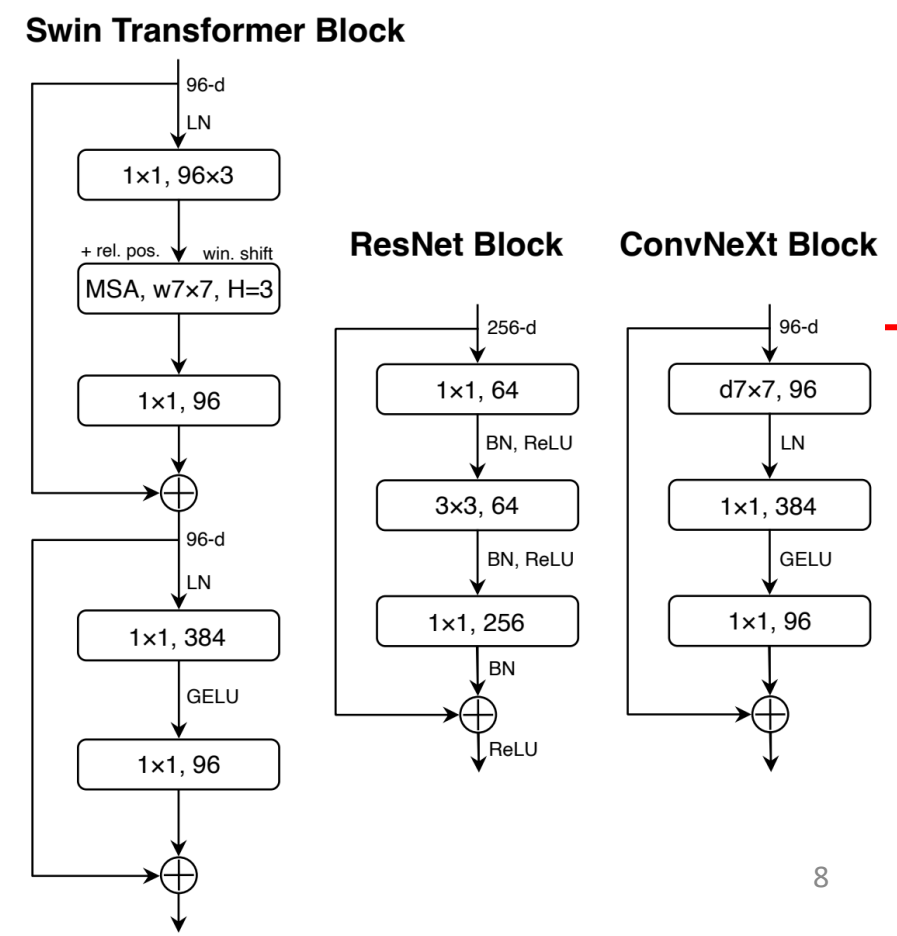 Swin Transformer Block
96-d
LN
1×1, 96×3
+ rel. pos. win. shift
MSA, w7×7, H=3
1×1, 96
96-d
LN
1×1, 384
GELU
1×1, 96
ResNet Block
256-d
1×1, 64
BN, ReLU
3×3, 64
BN, ReLU
1×1, 256
BN
ReLU
ConvNeXt Block
96-d
d7×7, 96
LN
1×1, 384
GELU
1×1, 96
8